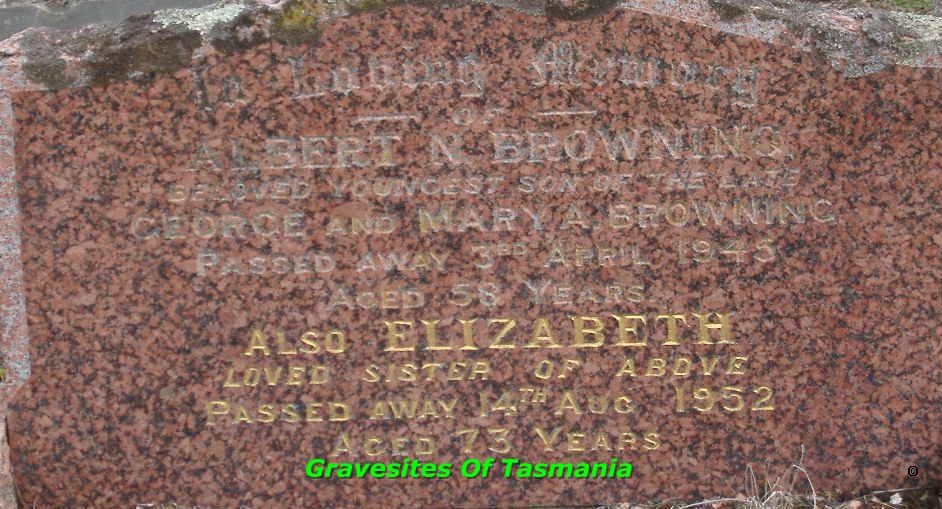 In Loving Memory
OF
ALBERT N. BROWNING.
BELOVED YOUNGEST SON OF THE LATE
GEORGE AND MARY A. BROWNING
PASSED AWAY 3RD APRIL 1945
AGED 58 YEARS.
ALSO ELIZABETH
LOVED SISTER OF ABOVE
PASSED AWAY 14TH AUG 1952
AGED 73 YEARS
Gravesites Of Tasmania
©